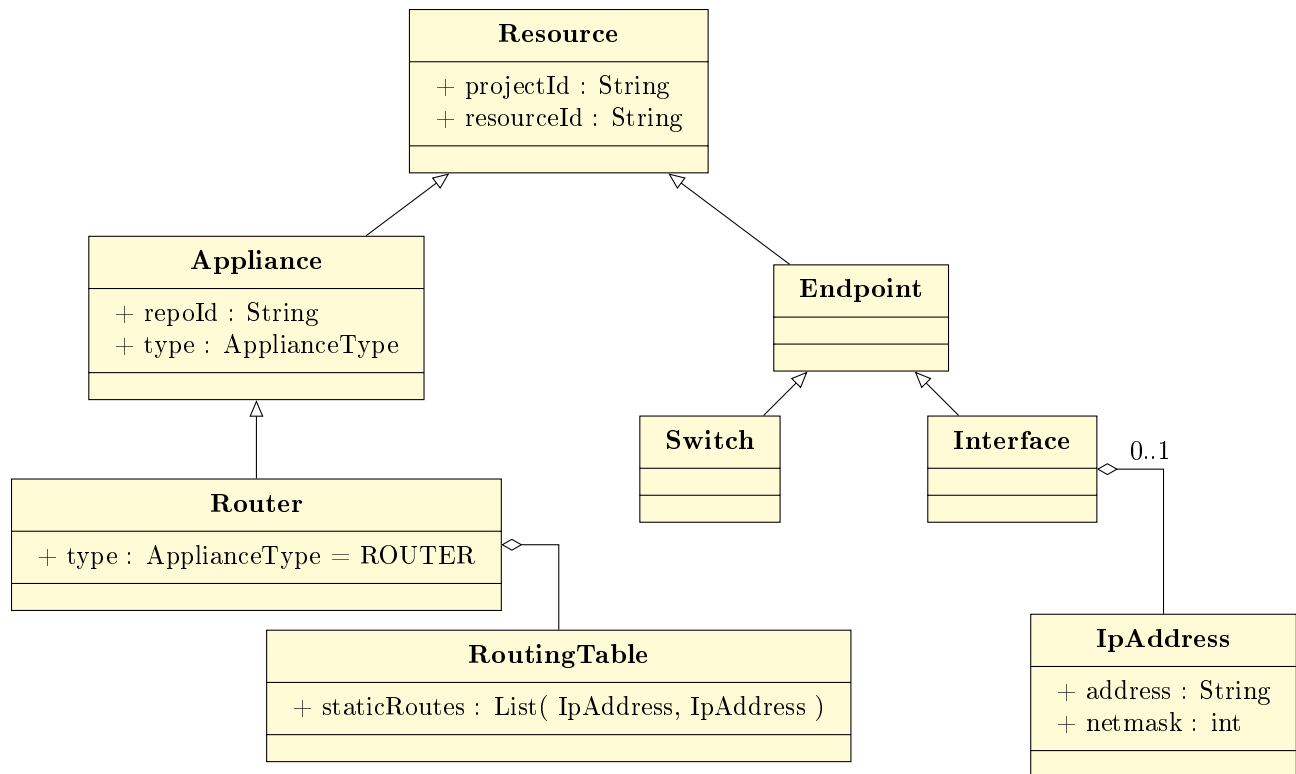 Resource
+ projectId : String
+ resourceId : String
Appliance
+ repoId : String
+ type : ApplianceType
Endpoint
Switch
Interface
0..1
Router
+ type : ApplianceType = ROUTER
RoutingTable
+ staticRoutes : List( IpAddress, IpAddress )
IpAddress
+ address : String
+ netmask : int